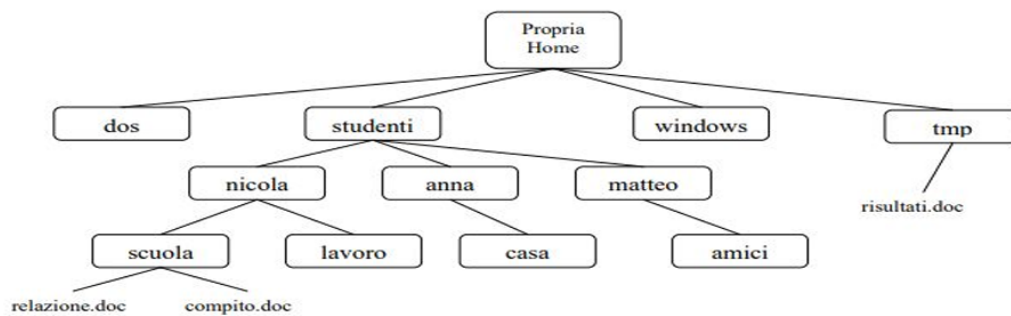 Propria
Home
dos
studenti
windows
tmp
nicola
anna
matteo
risultati.doc
scuola
lavoro
casa
amici
relazione.doc
compito.doc